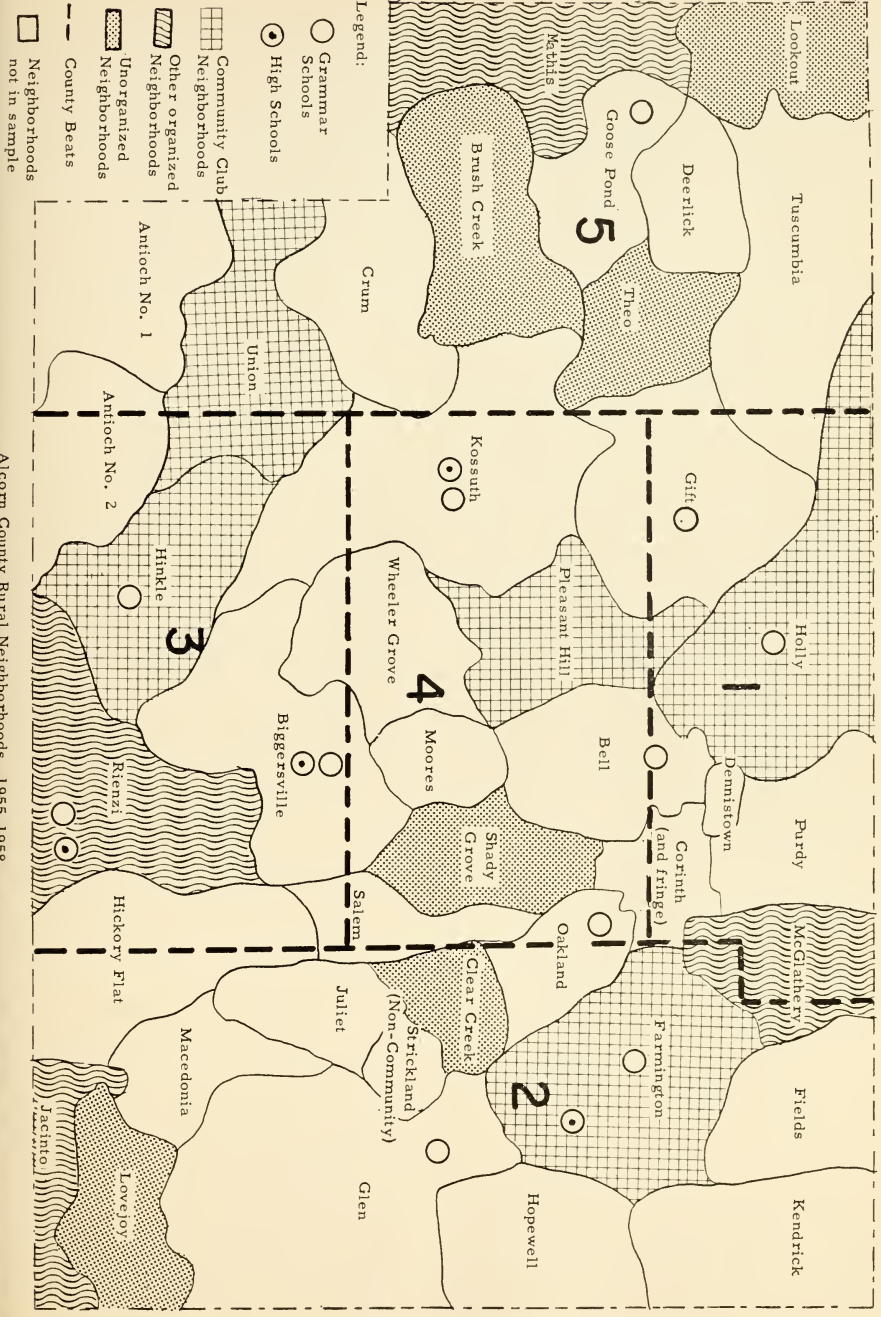 Lookout
Tuscumbia
Holly
Purdy
McGlathery
Fields
Kendrick
Deerlick
Gift
1
Dennistown
Mathis
Goose Pond
5
Theo
Pleasant Hill
Bell
Corinth
(and fringe)
Oakland
Farmington
2
Hopewell
Brush Creek
Kossuth
Wheeler Grove
4
Moores
Shady
Grove
Clear Creek
Strickland
(Non-Community)
Crum
Salem
Juliet
Glen
Union
Biggersville
Hinkle
3
Rienzi
Hickory Flat
Macedonia
Lovejoy
Jacinto
Antioch No. 1
Antioch No. 2
Legend:
Grammar
Schools
High Schools
Community Club
Neighborhoods
Other organized
Neighborhoods
Unorganized
Neighborhoods
County Beats
Neighborhoods
not in sample
Alcorn County Rural Neighborhoods, 1955-1958